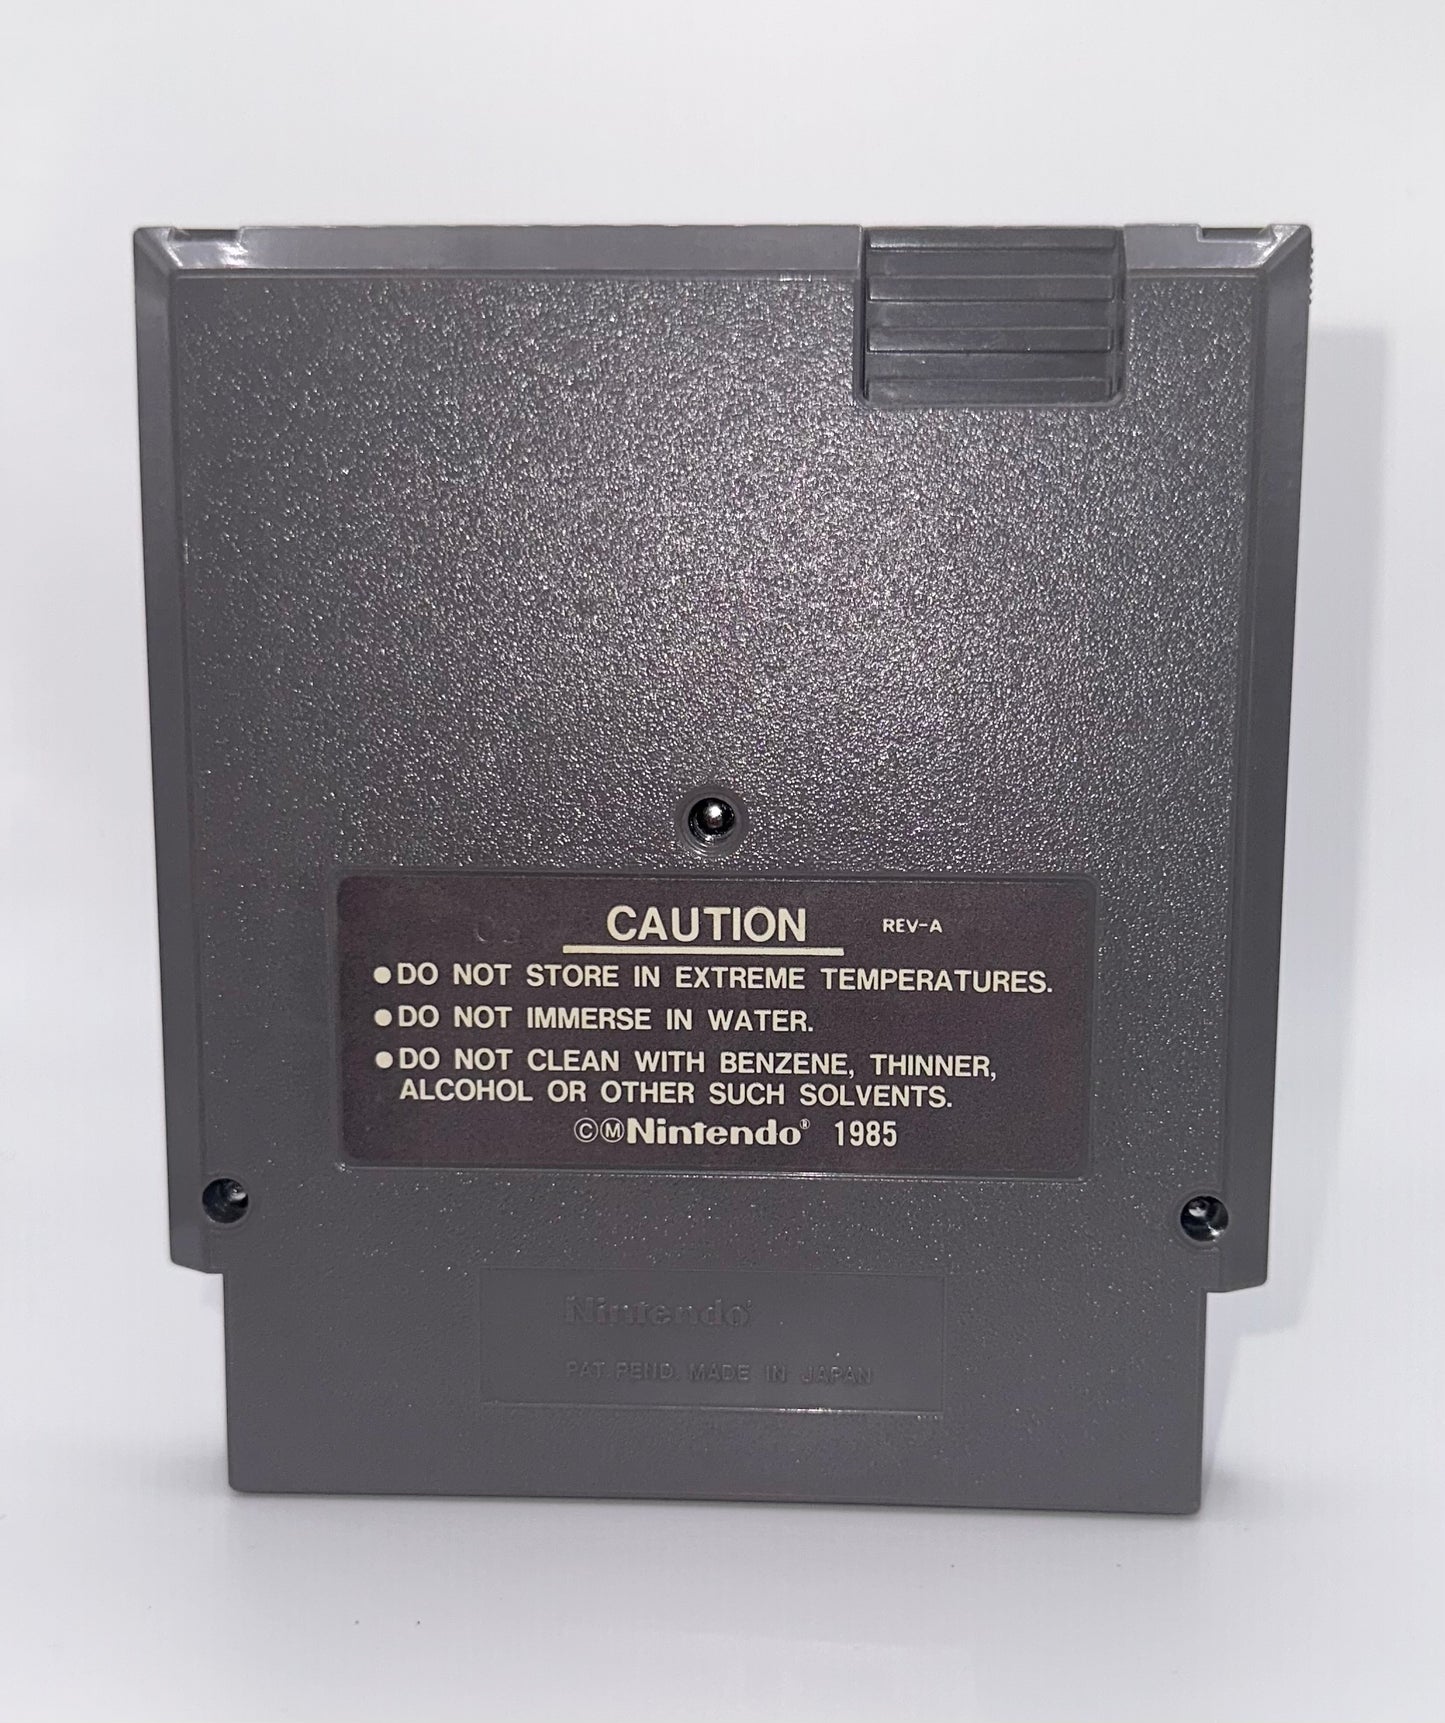 CAUTION REV-A
●DO NOT STORE IN EXTREME TEMPERATURES.
●DO NOT IMMERSE IN WATER.
●DO NOT CLEAN WITH BENZENE, THINNER,
ALCOHOL OR OTHER SUCH SOLVENTS.
©ⓂNintendo® 1985
Nintendo
PAT. PEND. MADE IN JAPAN